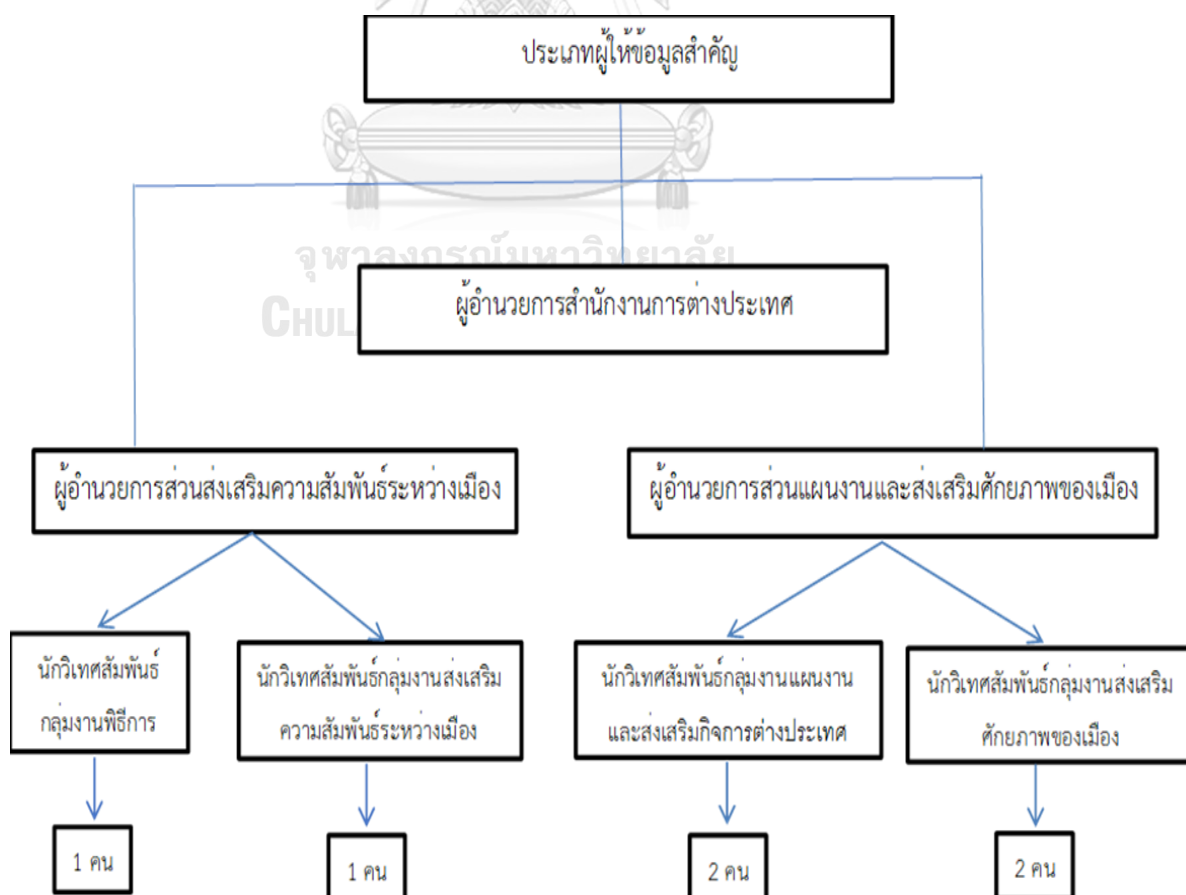 ประเภทผู้ให้ข้อมูลสำคัญ
จุฬาลงกรณ์มหาวิทยาลัย
CHUL
ผู้อำนวยการสำนักงานการต่างประเทศ
ผู้อำนวยการส่วนส่งเสริมความสัมพันธ์ระหว่างเมือง
ผู้อำนวยการส่วนแผนงานและส่งเสริมศักยภาพของเมือง
นักวิเทศสัมพันธ์
กลุ่มงานพิธีการ
นักวิเทศสัมพันธ์กลุ่มงานส่งเสริม
ความสัมพันธ์ระหว่างเมือง
นักวิเทศสัมพันธ์กลุ่มงานแผนงาน
และส่งเสริมกิจการต่างประเทศ
นักวิเทศสัมพันธ์กลุ่มงานส่งเสริม
ศักยภาพของเมือง
1 คน
1 คน
2 คน
2 คน